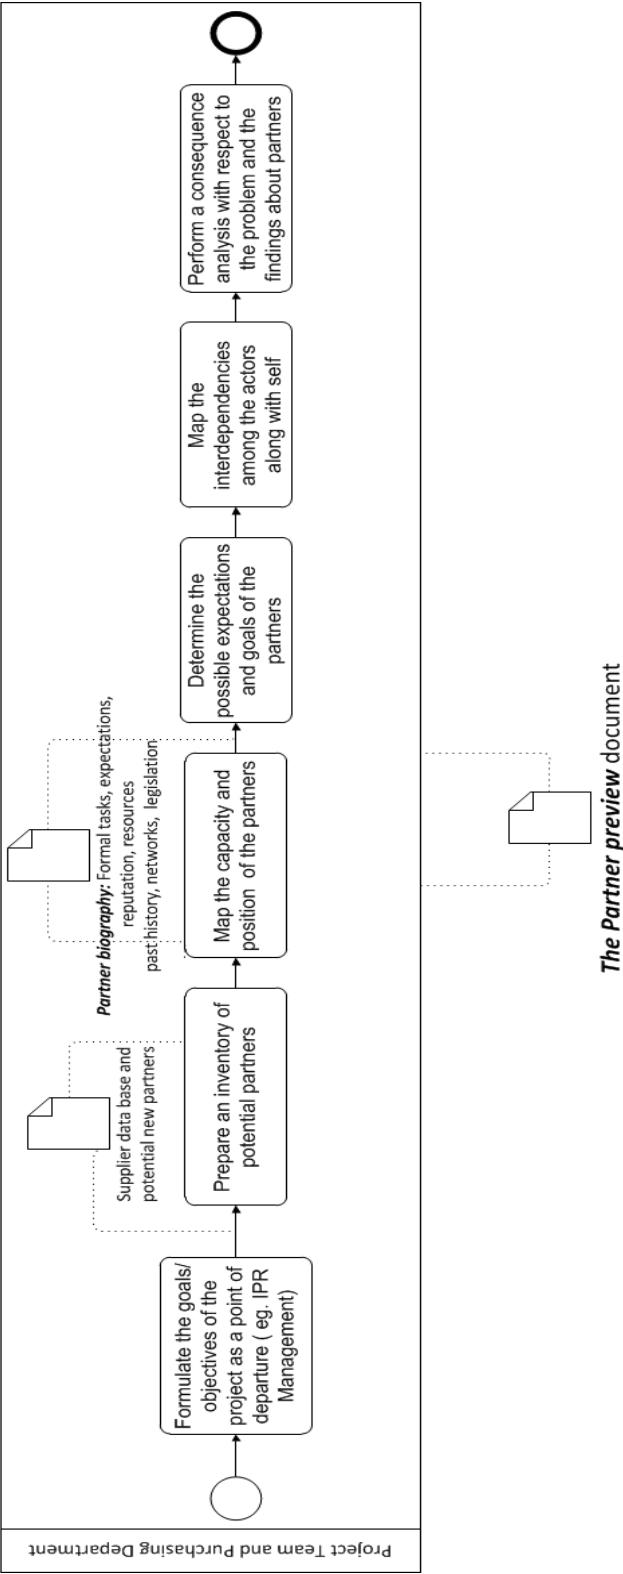 Project Team and Purchasing Department
Formulate the goals/
objectives of the
project as a point of
departure ( eg. IPR
Management)
Supplier data base and
potential new partners
Prepare an inventory of
potential partners
Partner biography: Formal tasks, expectations,
reputation, resources
past history, networks, legislation
Map the capacity and
position of the partners
Determine the
possible expectations
and goals of the
partners
Map the
interdependencies
among the actors
along with self
Perform a consequence
analysis with respect to
the problem and the
findings about partners
The Partner preview document